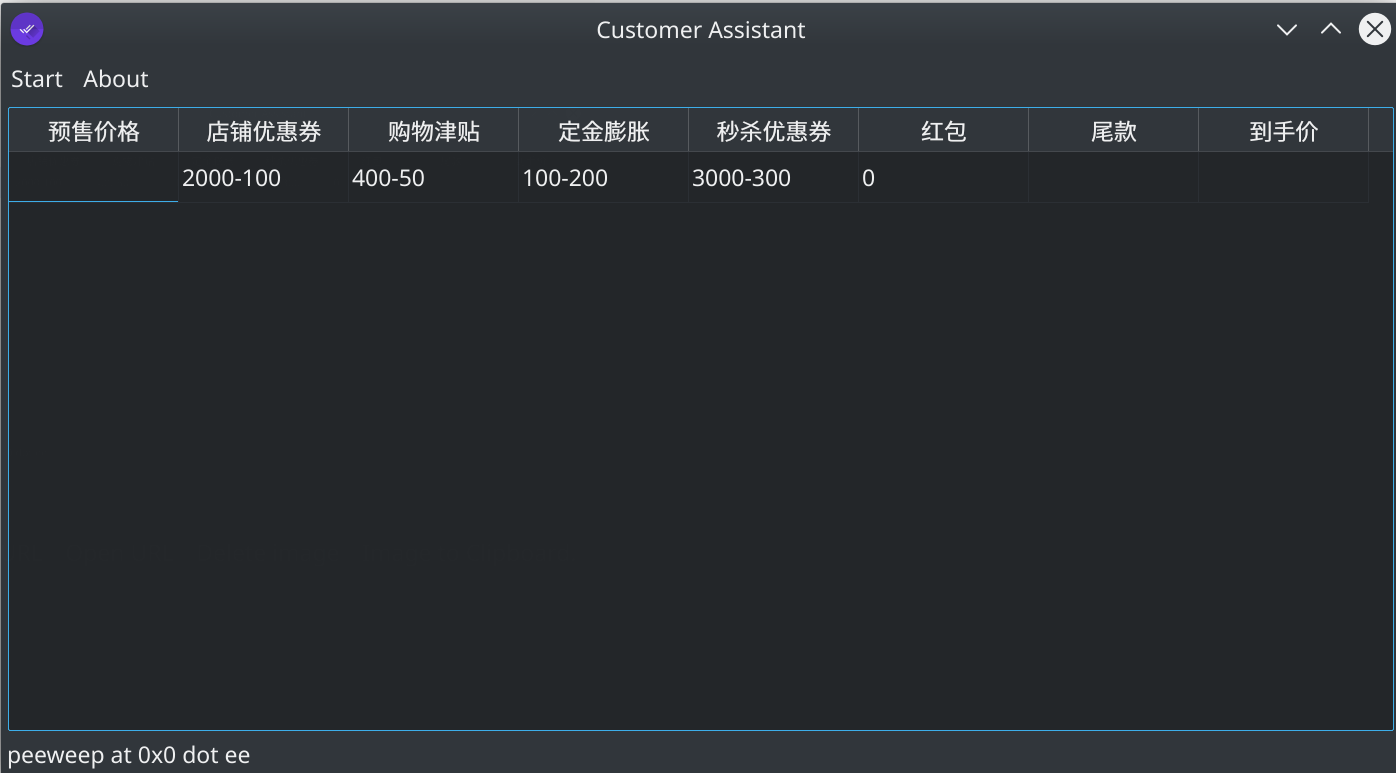 Customer Assistant
Start About
预售价格 店铺优惠券 购物津贴 定金膨胀 秒杀优惠券 红包 尾款 到手价
2000-100 400-50 100-200 3000-300 0
peeweep at 0x0 dot ee